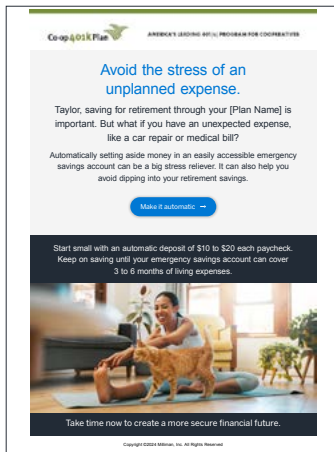 Co-op 401k Plan
AMERICA'S LEADING 401(k) PROGRAM FOR COOPERATIVES
Avoid the stress of an
unplanned expense.
Taylor, saving for retirement through your [Plan Name] is
important. But what if you have an unexpected expense,
like a car repair or medical bill?
Automatically setting aside money in an easily accessible emergency
savings account can be a big stress reliever. It can also help you
avoid dipping into your retirement savings.
Make it automatic →
Start small with an automatic deposit of $10 to $20 each paycheck.
Keep on saving until your emergency savings account can cover
3 to 6 months of living expenses.
Take time now to create a more secure financial future.
Copyright ©2024 Milliman, Inc. All Rights Reserved